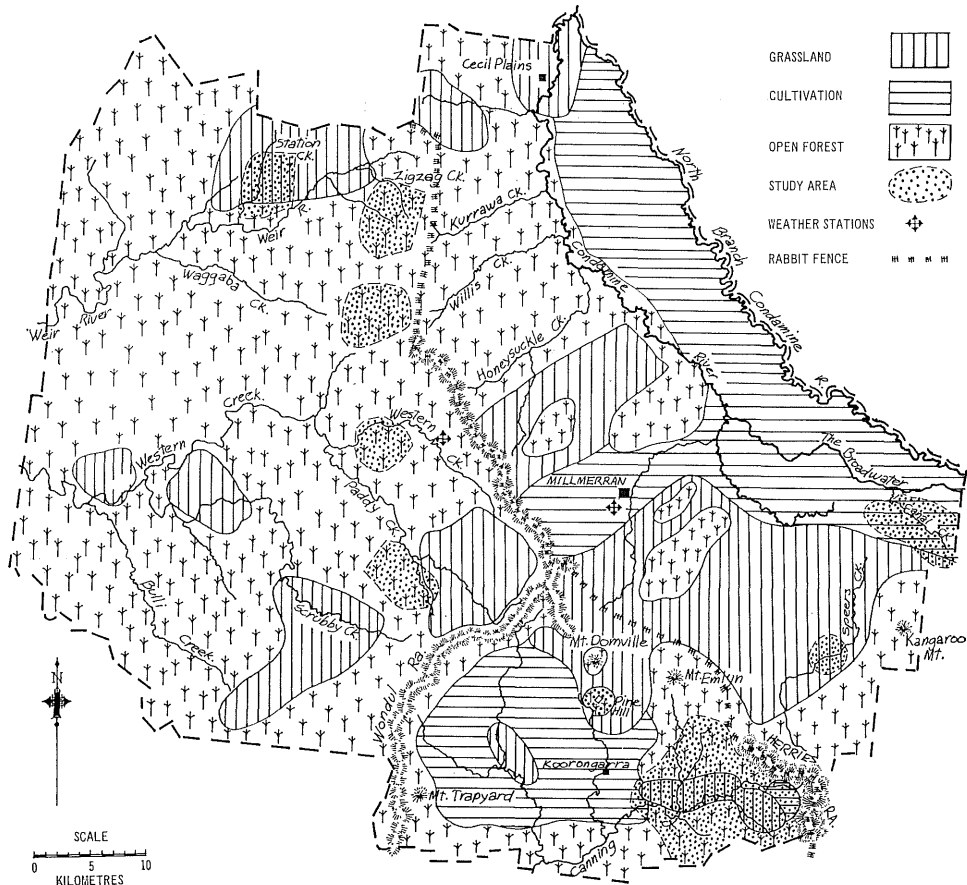 Cecil Plains
GRASSLAND
CULTIVATION
OPEN FOREST
STUDY AREA
WEATHER STATIONS
RABBIT FENCE
Station
Ck.
Zigzag Ck.
Kurrawa Ck.
Weir R.
North
Branch
Condamine
R.
Condamine
River
Waggaba
Ck.
Willis
Ck.
Weir
River
Honeysuckle
Ck.
Creek.
Western
Western
Ck.
Paddy
Ck.
MILLMERRAN
The
Broadwater
Bulli
Creek.
Scrubby Ck.
Speers Ck.
Kangaroo
Mt.
Mt. Domville
Mt. Emlyn
Pine
Hill
Wondul
Ra.
HERRIES
RA.
Koorongarra
Mt. Trapyard
Canning
N
SCALE
0 5 10
KILOMETRES